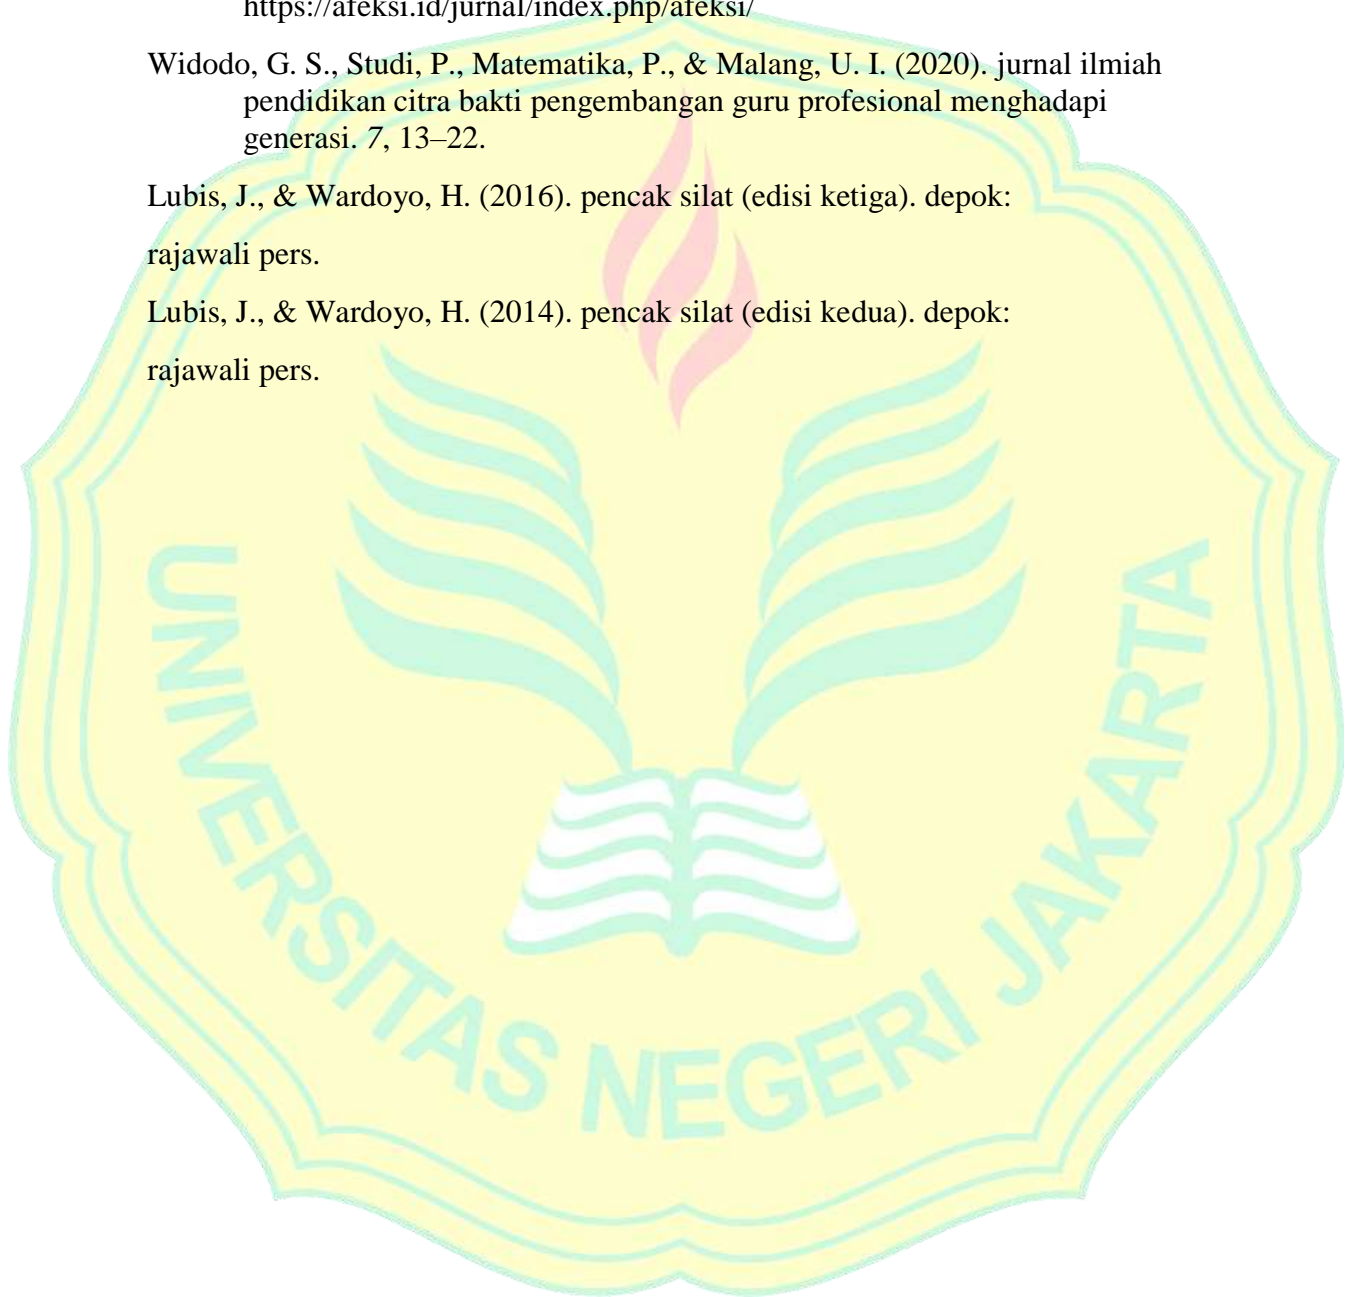 https://afeksi.id/jurnal/index.php/afeksi/
Widodo, G. S., Studi, P., Matematika, P., & Malang, U. I. (2020). jurnal ilmiah
pendidikan citra bakti pengembangan guru profesional menghadapi
generasi. 7, 13–22.
Lubis, J., & Wardoyo, H. (2016). pencak silat (edisi ketiga). depok:
rajawali pers.
Lubis, J., & Wardoyo, H. (2014). pencak silat (edisi kedua). depok:
rajawali pers.
UNIVERSITAS NEGERI JAKARTA